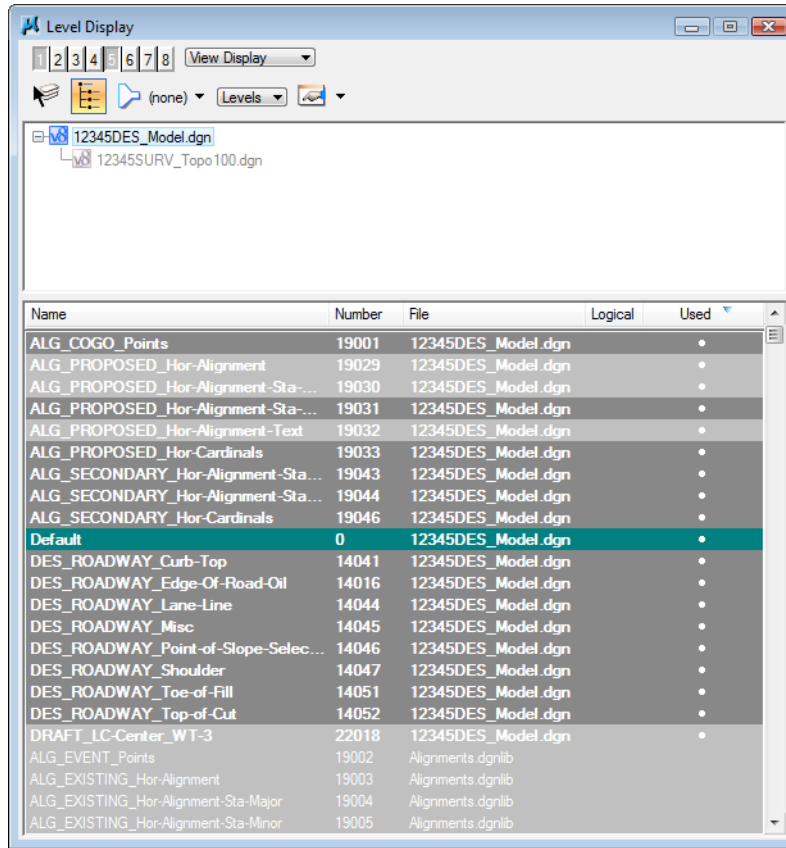 Level Display
1 2 3 4 5 6 7 8 View Display
(none) Levels
12345DES_Model.dgn
12345SURV_Topo100.dgn
Name Number File Logical Used
ALG_COGO_Points 19001 12345DES_Model.dgn
ALG_PROPOSED_Hor-Alignment 19029 12345DES_Model.dgn
ALG_PROPOSED_Hor-Alignment-Sta-... 19030 12345DES_Model.dgn
ALG_PROPOSED_Hor-Alignment-Sta-... 19031 12345DES_Model.dgn
ALG_PROPOSED_Hor-Alignment-Text 19032 12345DES_Model.dgn
ALG_PROPOSED_Hor-Cardinals 19033 12345DES_Model.dgn
ALG_SECONDARY_Hor-Alignment-Sta... 19043 12345DES_Model.dgn
ALG_SECONDARY_Hor-Alignment-Sta... 19044 12345DES_Model.dgn
ALG_SECONDARY_Hor-Cardinals 19046 12345DES_Model.dgn
Default 0 12345DES_Model.dgn
DES_ROADWAY_Curb-Top 14041 12345DES_Model.dgn
DES_ROADWAY_Edge-Of-Road-Oil 14016 12345DES_Model.dgn
DES_ROADWAY_Lane-Line 14044 12345DES_Model.dgn
DES_ROADWAY_Misc 14045 12345DES_Model.dgn
DES_ROADWAY_Point-of-Slope-Selec... 14046 12345DES_Model.dgn
DES_ROADWAY_Shoulder 14047 12345DES_Model.dgn
DES_ROADWAY_Toe-of-Fill 14051 12345DES_Model.dgn
DES_ROADWAY_Top-of-Cut 14052 12345DES_Model.dgn
DRAFT_LC-Center_WT-3 22018 12345DES_Model.dgn
ALG_EVENT_Points 19002 Alignments.dgnlib
ALG_EXISTING_Hor-Alignment 19003 Alignments.dgnlib
ALG_EXISTING_Hor-Alignment-Sta-Major 19004 Alignments.dgnlib
ALG_EXISTING_Hor-Alignment-Sta-Minor 19005 Alignments.dgnlib